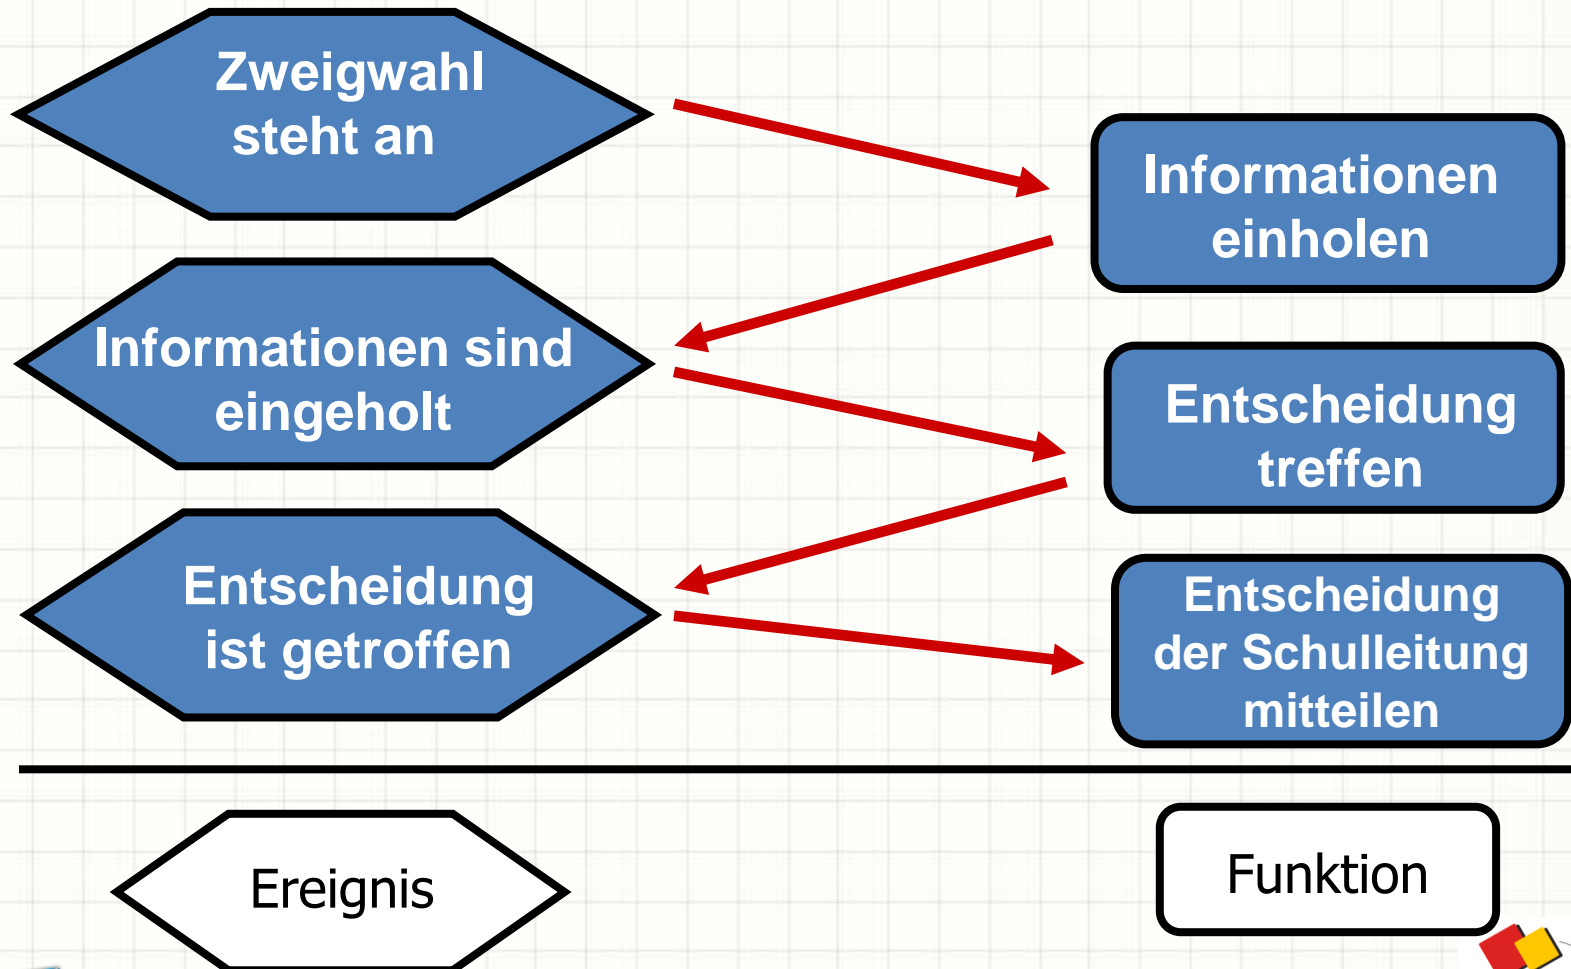 Zweigwahl
steht an
Informationen
einholen
Informationen sind
eingeholt
Entscheidung
treffen
Entscheidung
ist getroffen
Entscheidung
der Schulleitung
mitteilen
Ereignis
Funktion